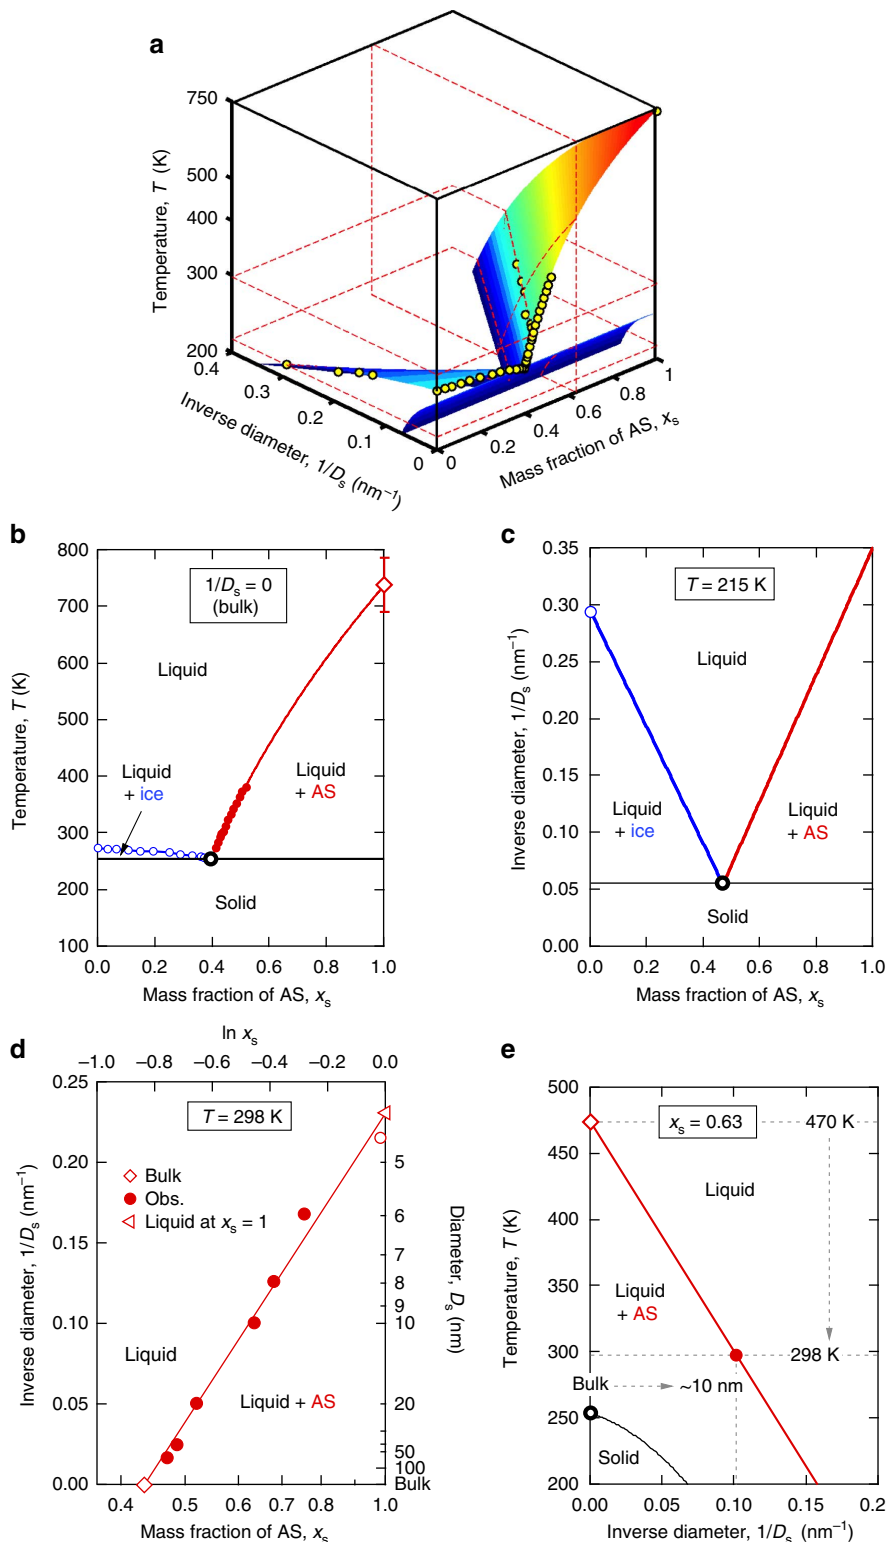 a
750
500
400
300
200
Temperature, T (K)
0.4
0.3
0.2
0.1
0
Inverse diameter, 1/Dₛ (nm⁻¹)
0
0.2
0.4
0.6
0.8
1
Mass fraction of AS, xₛ
b
800
700
600
500
400
300
200
100
Temperature, T (K)
1/Dₛ = 0
(bulk)
Liquid
Liquid
+ ice
Liquid
+ AS
Solid
0.0 0.2 0.4 0.6 0.8 1.0
Mass fraction of AS, xₛ
c
0.35
0.30
0.25
0.20
0.15
0.10
0.05
0.00
Inverse diameter, 1/Dₛ (nm⁻¹)
T = 215 K
Liquid
Liquid
+ ice
Liquid
+ AS
Solid
0.0 0.2 0.4 0.6 0.8 1.0
Mass fraction of AS, xₛ
d
ln xₛ
−1.0 −0.8 −0.6 −0.4 −0.2 0.0
0.25
0.20
0.15
0.10
0.05
0.00
Inverse diameter, 1/Dₛ (nm⁻¹)
T = 298 K
Bulk
Obs.
Liquid at xₛ = 1
Liquid
Liquid + AS
5
6
7
8
9
10
20
50
100
Bulk
Diameter, Dₛ (nm)
0.4 0.5 0.6 0.7 0.8 1.0
Mass fraction of AS, xₛ
e
500
450
400
350
300
250
200
Temperature, T (K)
xₛ = 0.63
470 K
Liquid
Liquid
+ AS
298 K
Bulk
~10 nm
Solid
0.00 0.05 0.10 0.15 0.2
Inverse diameter, 1/Dₛ (nm⁻¹)